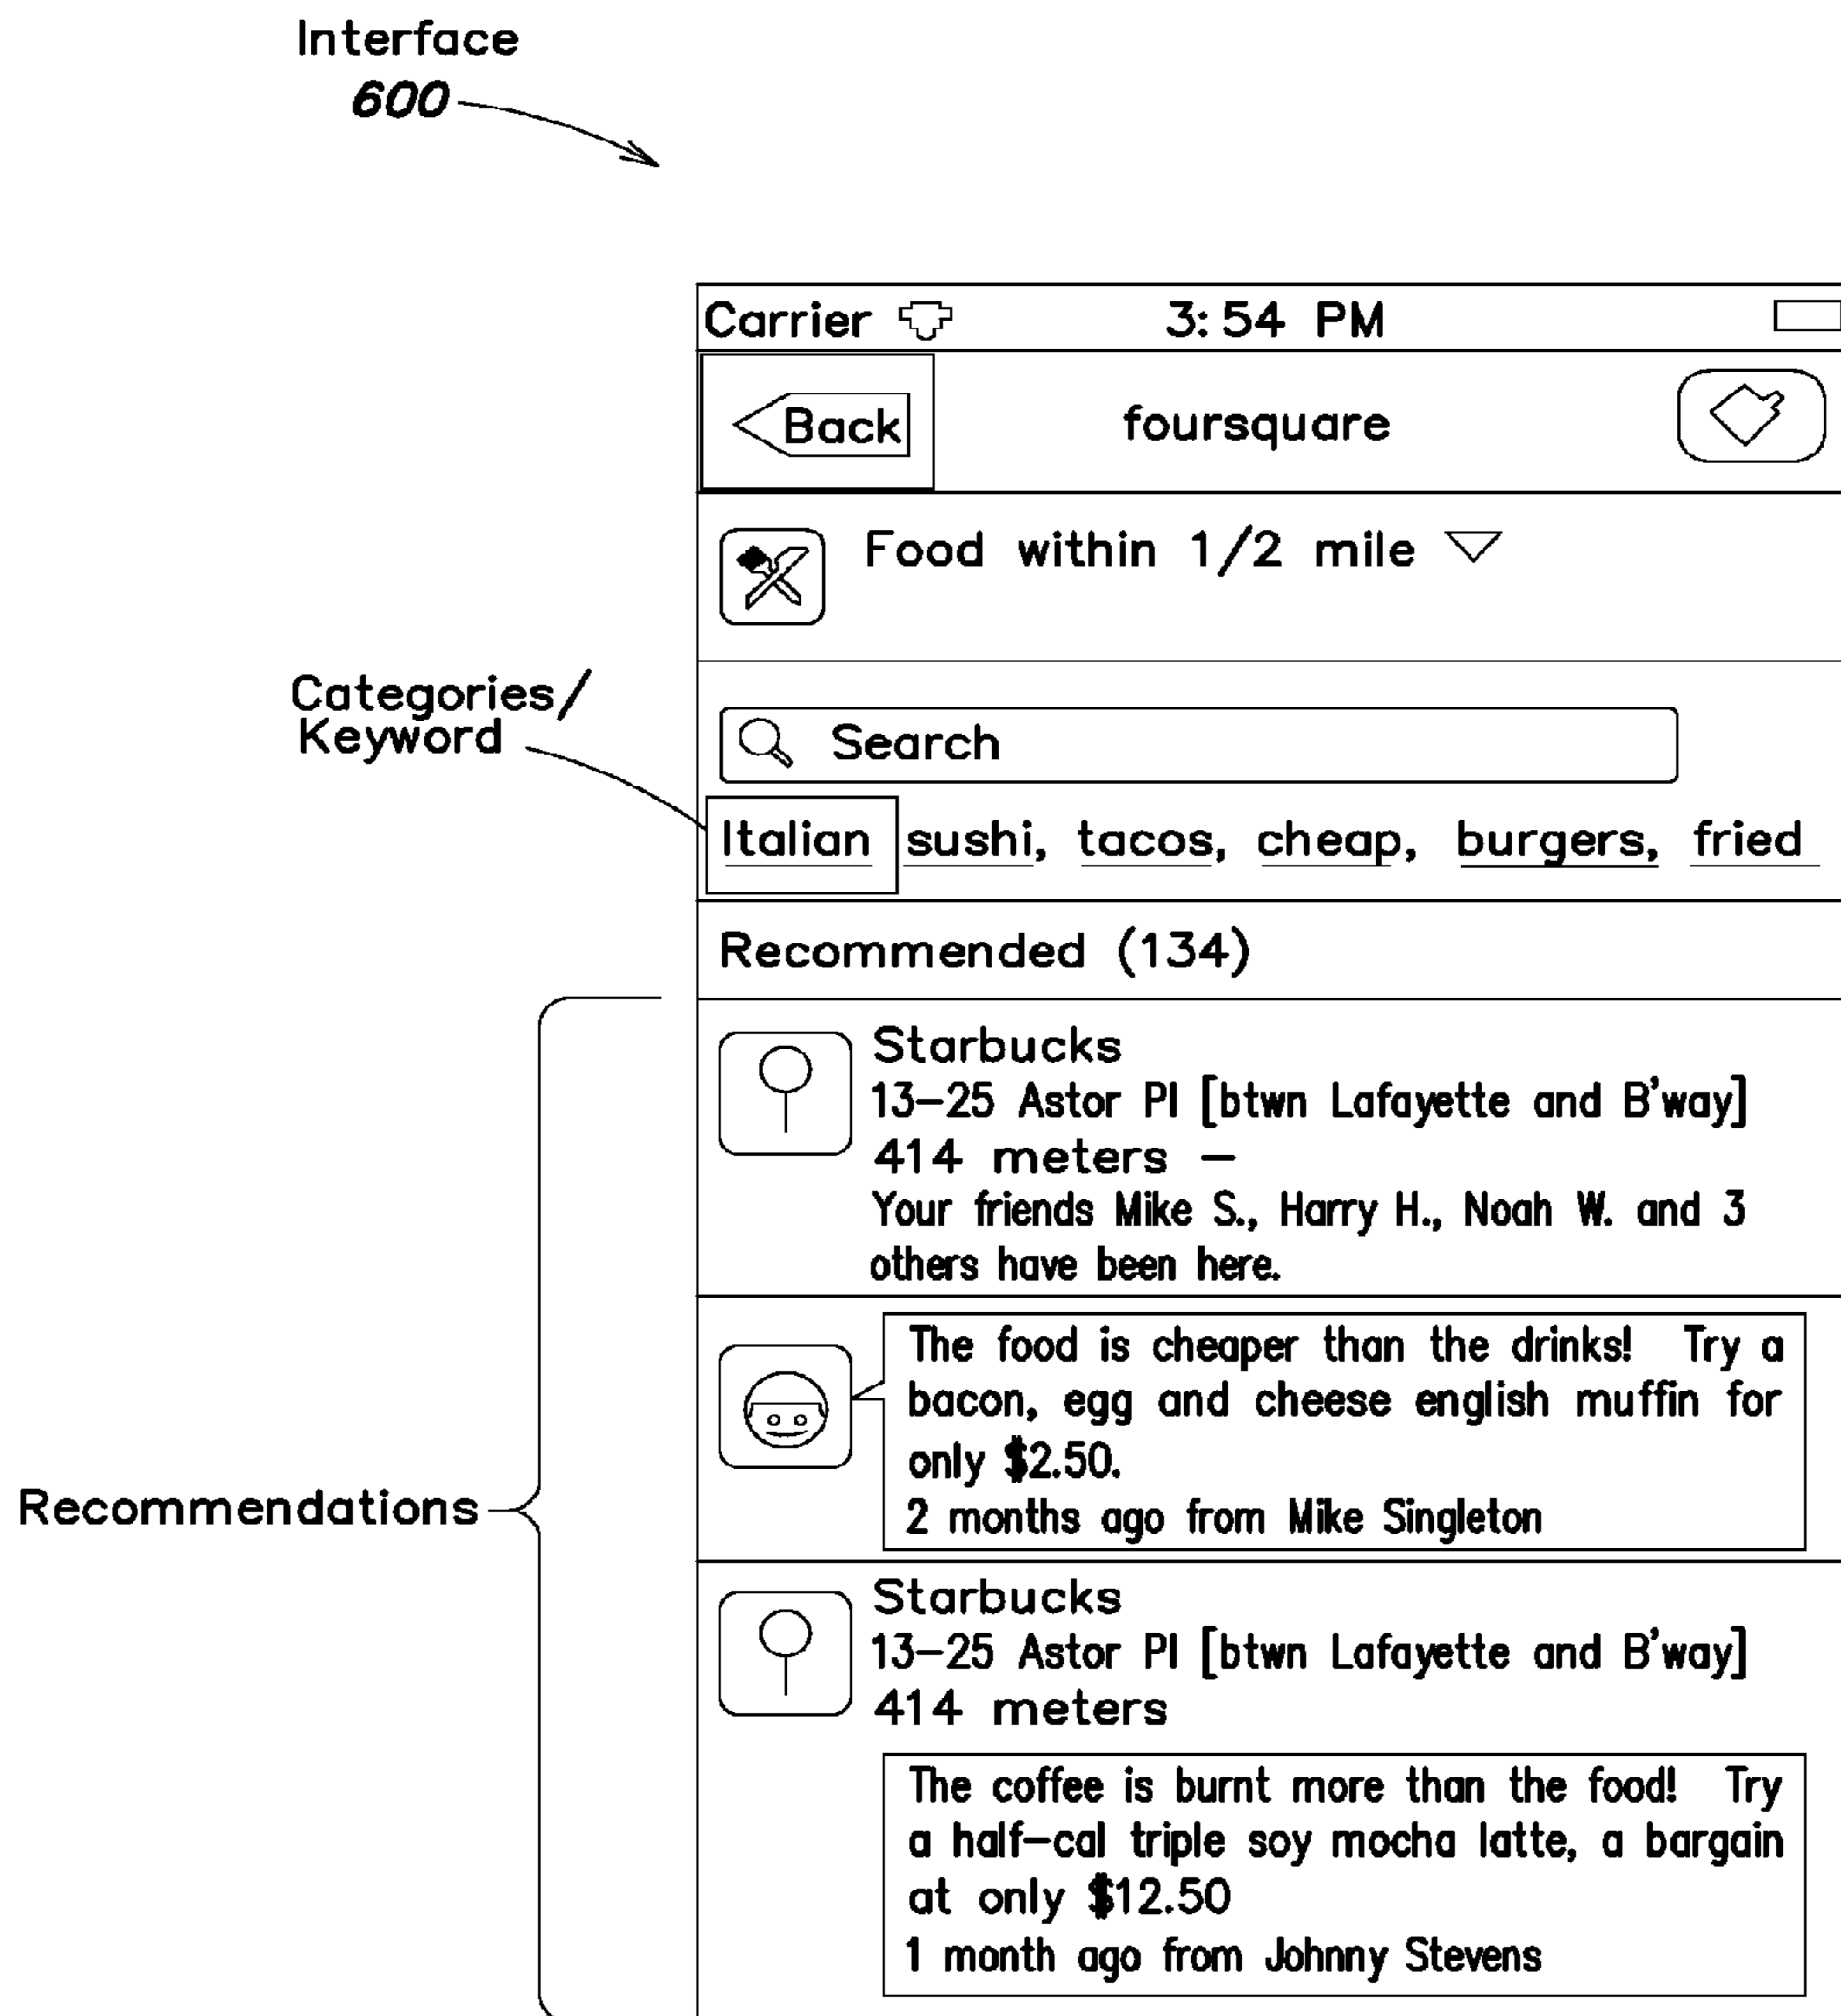 Interface
600
Carrier 3:54 PM
Back foursquare
Food within 1/2 mile
Categories/
Keyword
Search
Italian sushi, tacos, cheap, burgers, fried
Recommended (134)
Starbucks
13-25 Astor Pl [btwn Lafayette and B'way]
414 meters –
Your friends Mike S., Harry H., Noah W. and 3
others have been here.
The food is cheaper than the drinks! Try a
bacon, egg and cheese english muffin for
only $2.50.
2 months ago from Mike Singleton
Recommendations
Starbucks
13-25 Astor Pl [btwn Lafayette and B'way]
414 meters
The coffee is burnt more than the food! Try
a half-cal triple soy mocha latte, a bargain
at only $12.50
1 month ago from Johnny Stevens